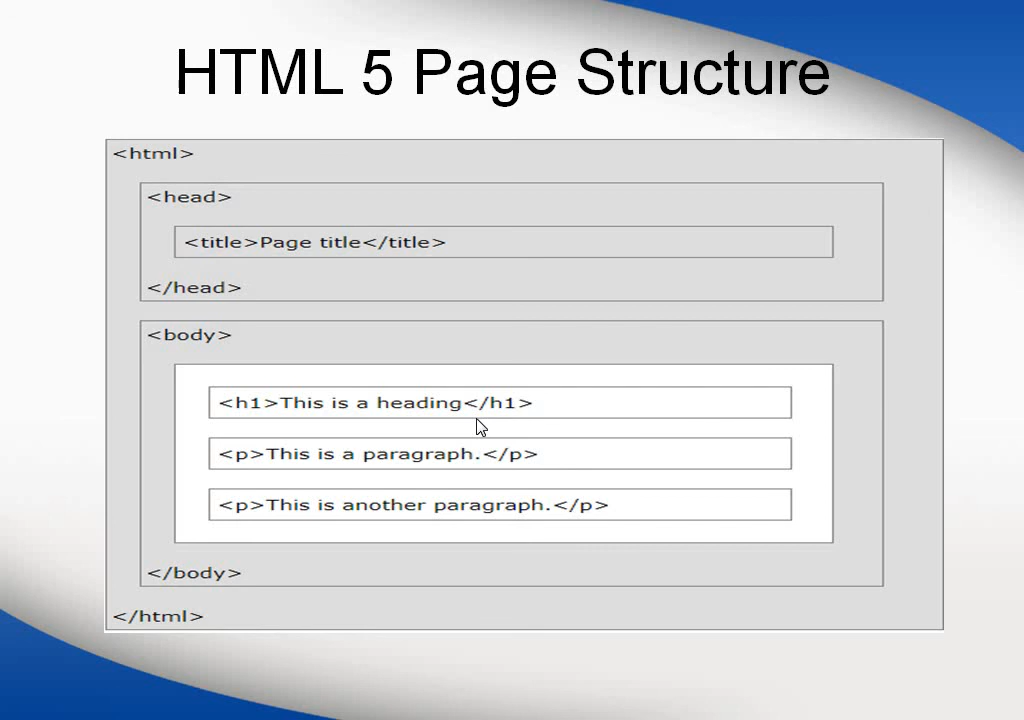 HTML 5 Page Structure
<html>
<head>
<title>Page title</title>
</head>
<body>
<h1>This is a heading</h1>
<p>This is a paragraph.</p>
<p>This is another paragraph.</p>
</body>
</html>